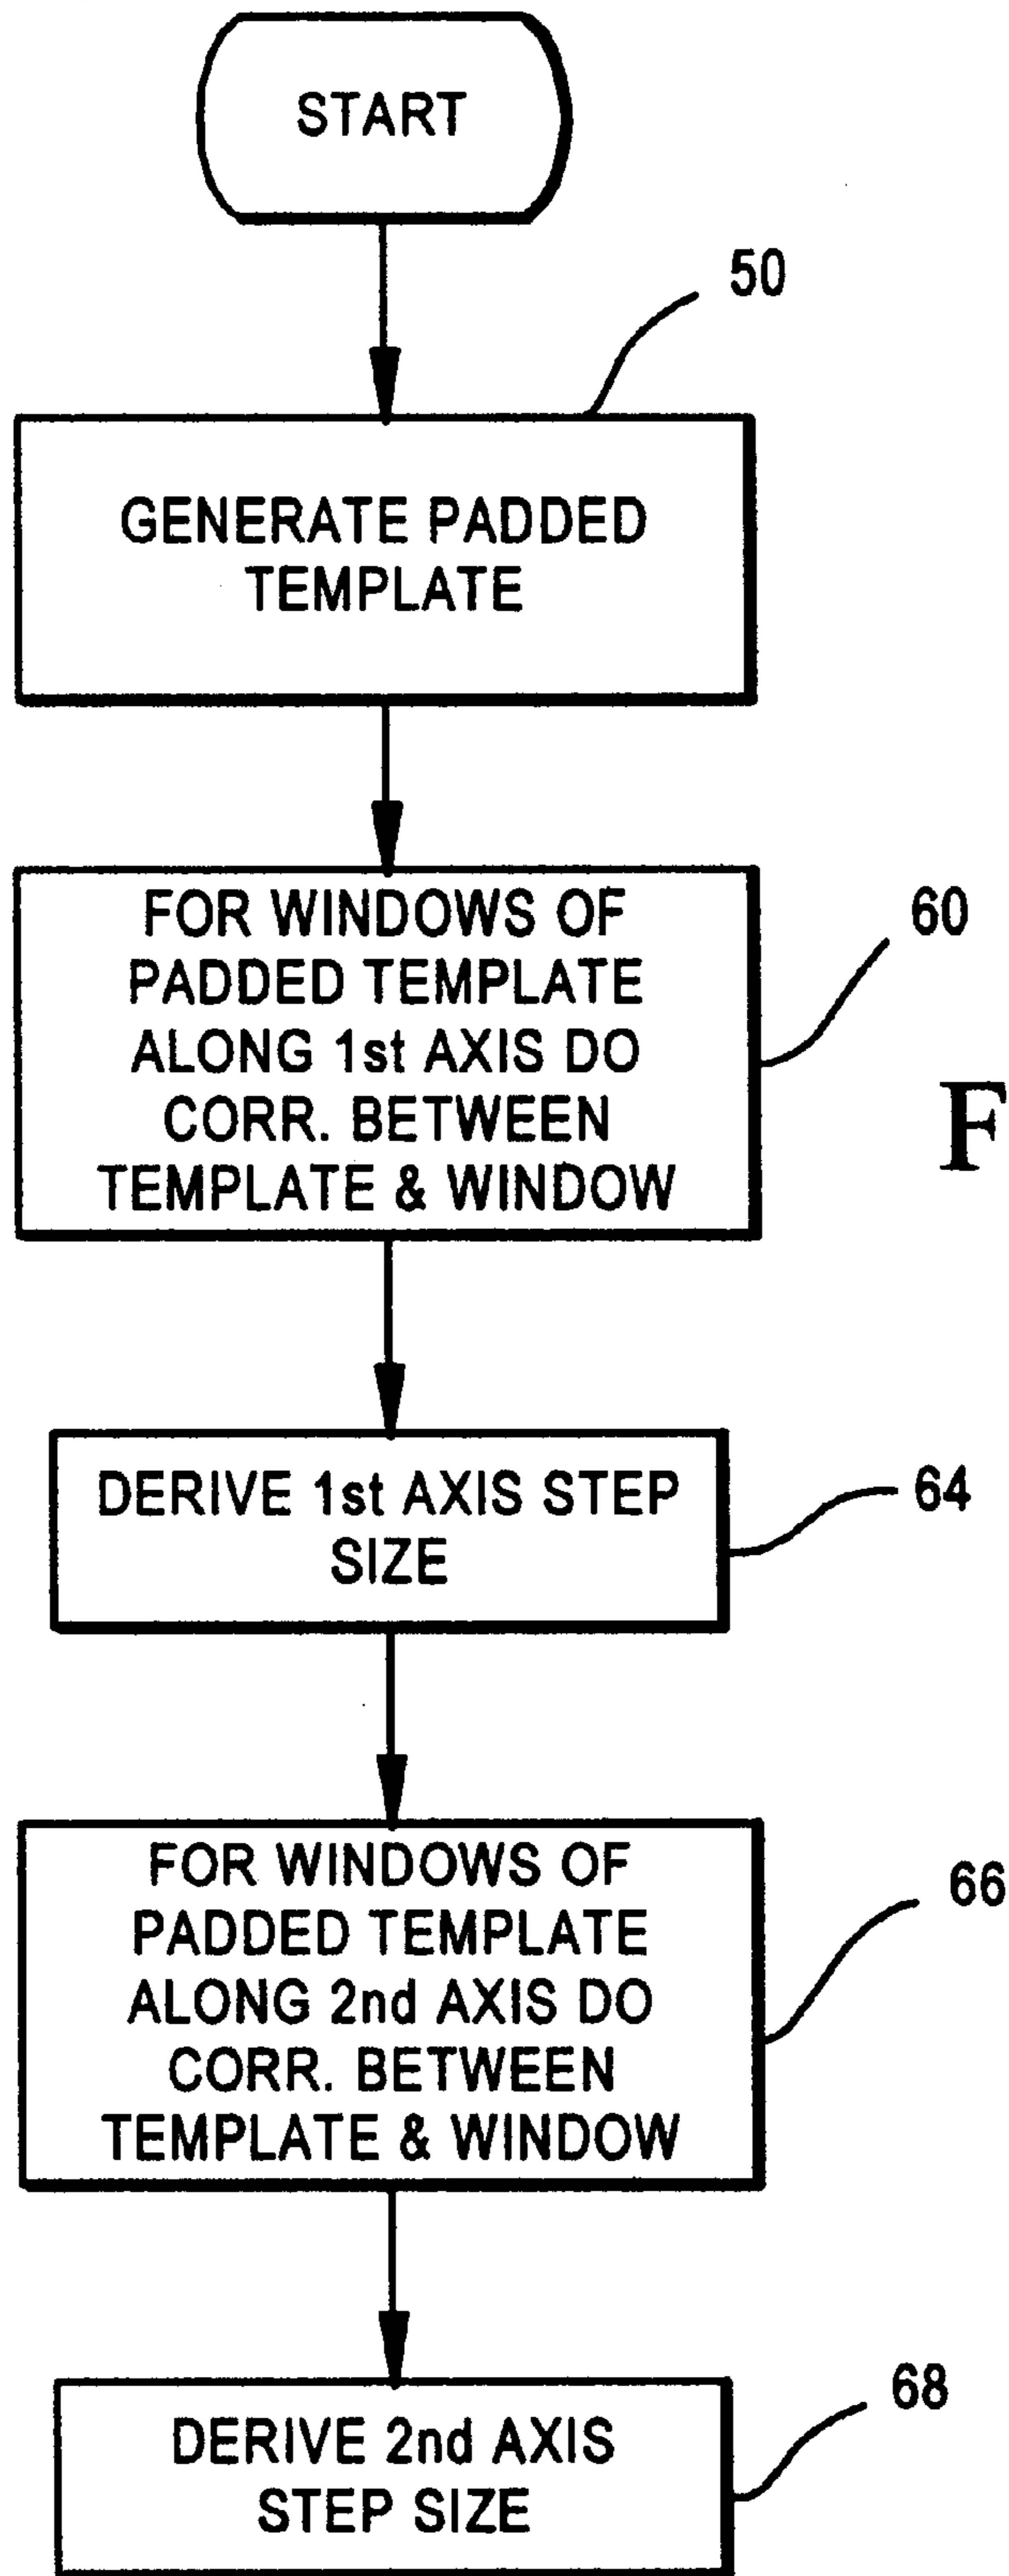 START
50
GENERATE PADDED
TEMPLATE
FOR WINDOWS OF
PADDED TEMPLATE
ALONG 1st AXIS DO
CORR. BETWEEN
TEMPLATE & WINDOW
60
F
DERIVE 1st AXIS STEP
SIZE
64
FOR WINDOWS OF
PADDED TEMPLATE
ALONG 2nd AXIS DO
CORR. BETWEEN
TEMPLATE & WINDOW
66
DERIVE 2nd AXIS
STEP SIZE
68